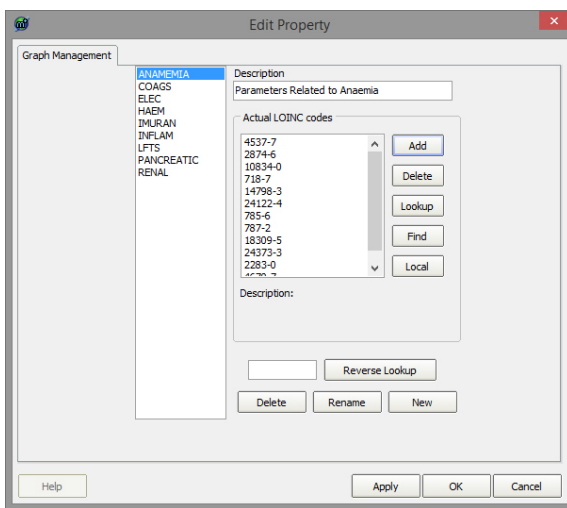 Edit Property
Graph Management
ANAMEMIA
COAGS
ELEC
HAEM
IMURAN
INFLAM
LFTS
PANCREATIC
RENAL
Description
Parameters Related to Anaemia
Actual LOINC codes
4537-7
2874-6
10834-0
718-7
14798-3
24122-4
785-6
787-2
18309-5
24373-3
2283-0
Add
Delete
Lookup
Find
Local
Description:
Reverse Lookup
Delete Rename New
Help Apply OK Cancel